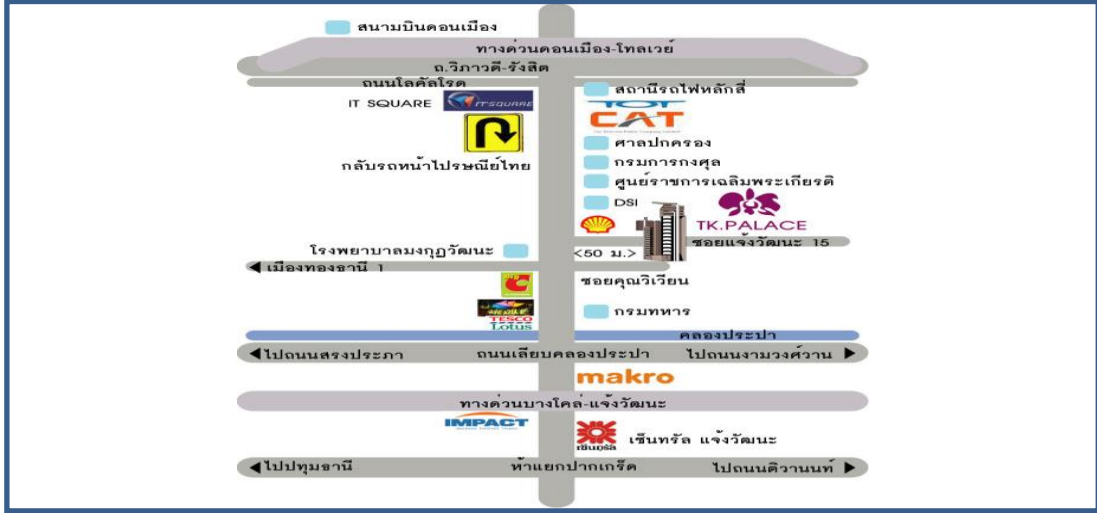 สนามบินดอนเมือง
ทางด่วนดอนเมือง-โทลเวย์
ถ.วิภาวดี-รังสิต
ถนนโลคัลโรด
IT SQUARE IT SQUARE
สถานีรถไฟหลักสี่
TOT
CAT
ศาลปกครอง
กลับรถหน้าไปรษณีย์ไทย
กรมการกงศุล
ศูนย์ราชการเฉลิมพระเกียรติ
DSI
TK.PALACE
ซอยแจ้งวัฒนะ 15
โรงพยาบาลมงกุฎวัฒนะ
<50 ม.>
เมืองทองธานี 1
ซอยคุณวิเวียน
กรมทหาร
TESCO
Lotus
คลองประปา
ไปถนนสรงประภา ถนนเลียบคลองประปา ไปถนนงามวงศ์วาน
makro
ทางด่วนบางโคล่-แจ้งวัฒนะ
IMPACT
เซ็นทรัล เซ็นทรัล แจ้งวัฒนะ
ไปปทุมธานี ห้าแยกปากเกร็ด ไปถนนติวานนท์